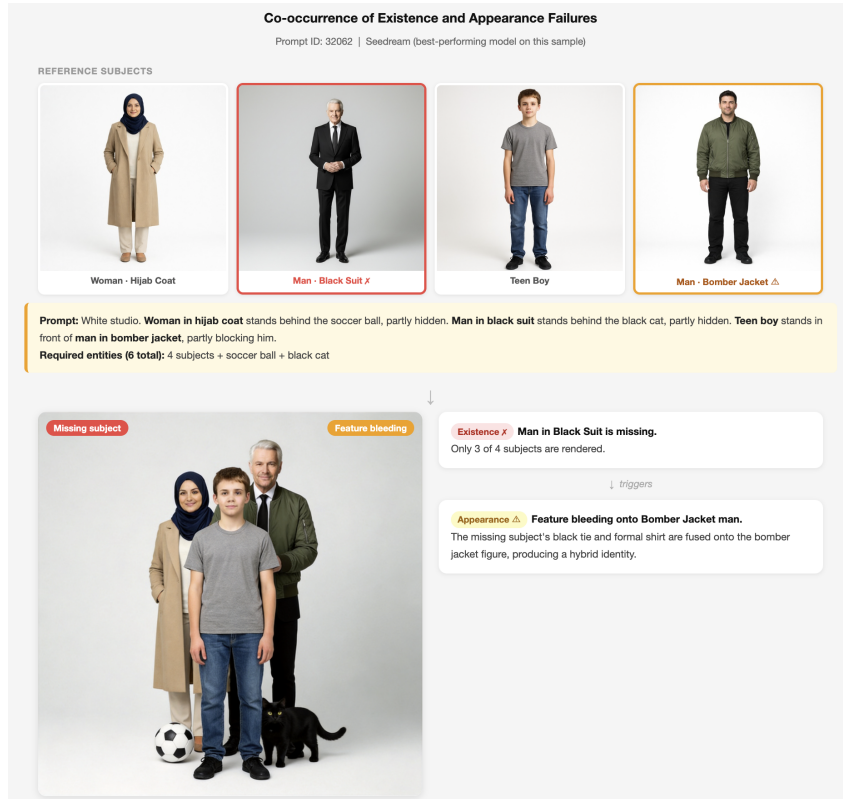 Co-occurrence of Existence and Appearance Failures
Prompt ID: 32062 | Seedream (best-performing model on this sample)
REFERENCE SUBJECTS
Woman · Hijab Coat
Man · Black Suit ✗
Teen Boy
Man · Bomber Jacket ⚠
Prompt: White studio. Woman in hijab coat stands behind the soccer ball, partly hidden. Man in black suit stands behind the black cat, partly hidden. Teen boy stands in
front of man in bomber jacket, partly blocking him.
Required entities (6 total): 4 subjects + soccer ball + black cat
↓
Missing subject
Feature bleeding
Existence ✗ Man in Black Suit is missing.
Only 3 of 4 subjects are rendered.
↓ triggers
Appearance ⚠ Feature bleeding onto Bomber Jacket man.
The missing subject's black tie and formal shirt are fused onto the bomber
jacket figure, producing a hybrid identity.